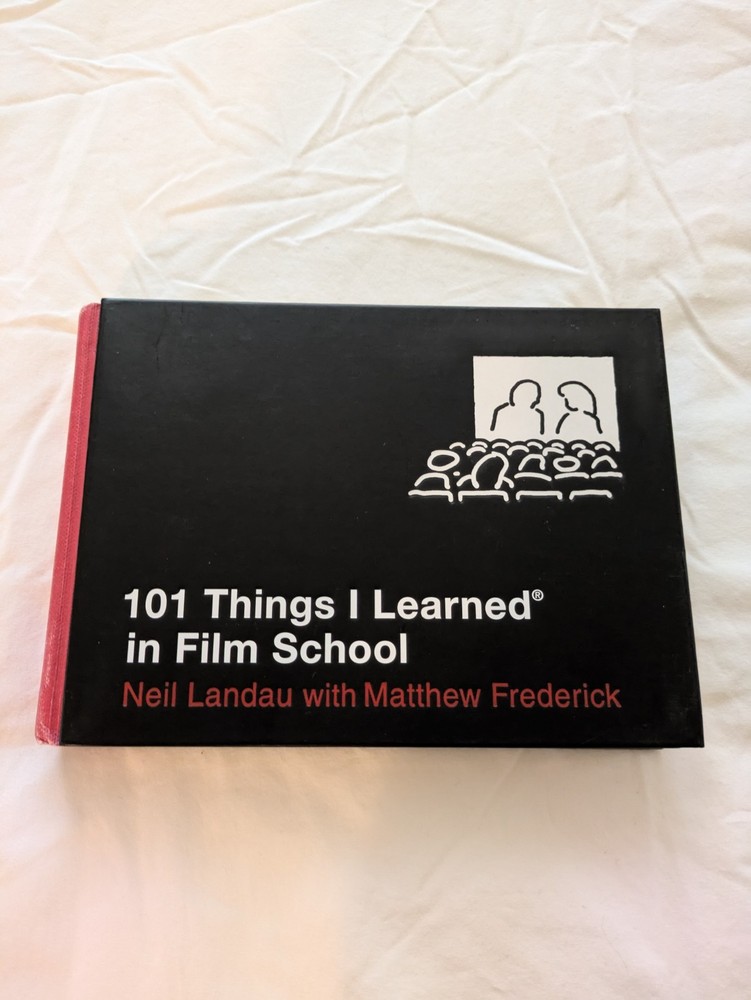 101 Things I Learned®
in Film School
Neil Landau with Matthew Frederick